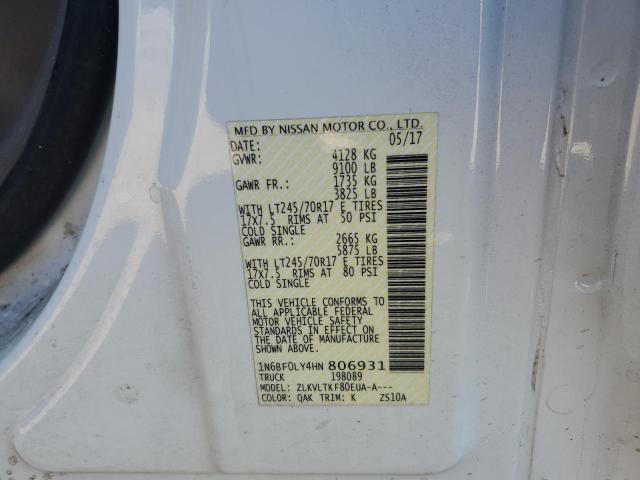 MFD BY NISSAN MOTOR CO., LTD.
DATE: 05/17
GVWR: 4128 KG
9100 LB
GAWR FR: 1735 KG
3825 LB
WITH LT245/70R17 E TIRES
17X7.5 RIMS AT 50 PSI
COLD SINGLE
GAWR RR.: 2665 KG
5875 LB
WITH LT245/70R17 E TIRES
17X7.5 RIMS AT 80 PSI
COLD SINGLE
THIS VEHICLE CONFORMS TO
ALL APPLICABLE FEDERAL
MOTOR VEHICLE SAFETY
STANDARDS IN EFFECT ON
THE DATE OF MANUFACTURE
SHOWN ABOVE.
1N6BF0LY4HN 806931
TRUCK 198089
MODEL: ZLKVLTKF80EUA-A---
COLOR: QAK TRIM: K ZS10A